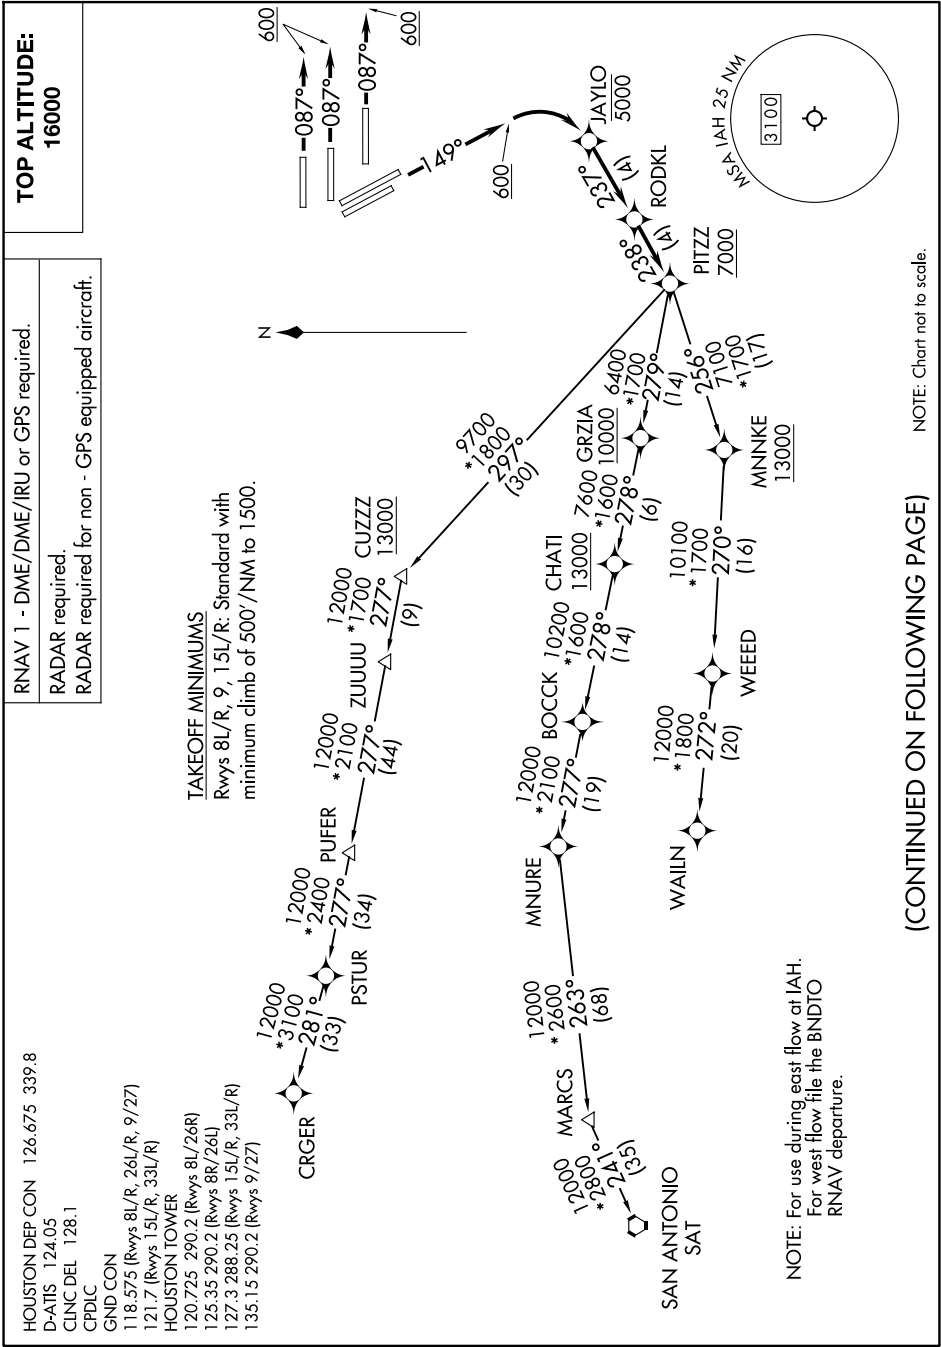 TOP ALTITUDE:
16000
RNAV 1 - DME/DME/IRU or GPS required.
RADAR required.
RADAR required for non - GPS equipped aircraft.
HOUSTON DEP CON 126.675 339.8
D-ATIS 124.05
CLNC DEL 128.1
CPDLC
GND CON
118.575 (Rwys 8L/R, 26L/R, 9/27)
121.7 (Rwys 15L/R, 33L/R)
HOUSTON TOWER
120.725 290.2 (Rwys 8L/26R)
125.35 290.2 (Rwys 8R/26L)
127.3 288.25 (Rwys 15L/R, 33L/R)
135.15 290.2 (Rwys 9/27)
TAKEOFF MINIMUMS
Rwys 8L/R, 9, 15L/R: Standard with
minimum climb of 500'/NM to 1500.
N
600
600
087°
087°
087°
149°
600
JAYLO
5000
237°
(4)
RODKL
238°
(4)
PITZZ
7000
MSA IAH 25 NM
3100
9700
*1800
297°
(30)
CUZZZ
13000
12000
*1700
277°
(9)
ZUUUU
12000
*2100
277°
(44)
PUFER
12000
*2400
277°
(34)
PSTUR
12000
*3100
281°
(33)
CRGER
6400
*1700
279°
(14)
GRZIA
10000
7600
*1600
278°
(6)
CHATI
13000
10200
*1600
278°
(14)
BOCCK
12000
*2100
277°
(19)
MNURE
12000
*2600
263°
(68)
MARCS
12000
*2800
241°
(35)
SAN ANTONIO
SAT
256°
7100
*1700
(17)
MNNKE
13000
10100
*1700
270°
(16)
WEEED
12000
*1800
272°
(20)
WAILN
NOTE: For use during east flow at IAH.
For west flow file the BNDTO
RNAV departure.
NOTE: Chart not to scale.
(CONTINUED ON FOLLOWING PAGE)